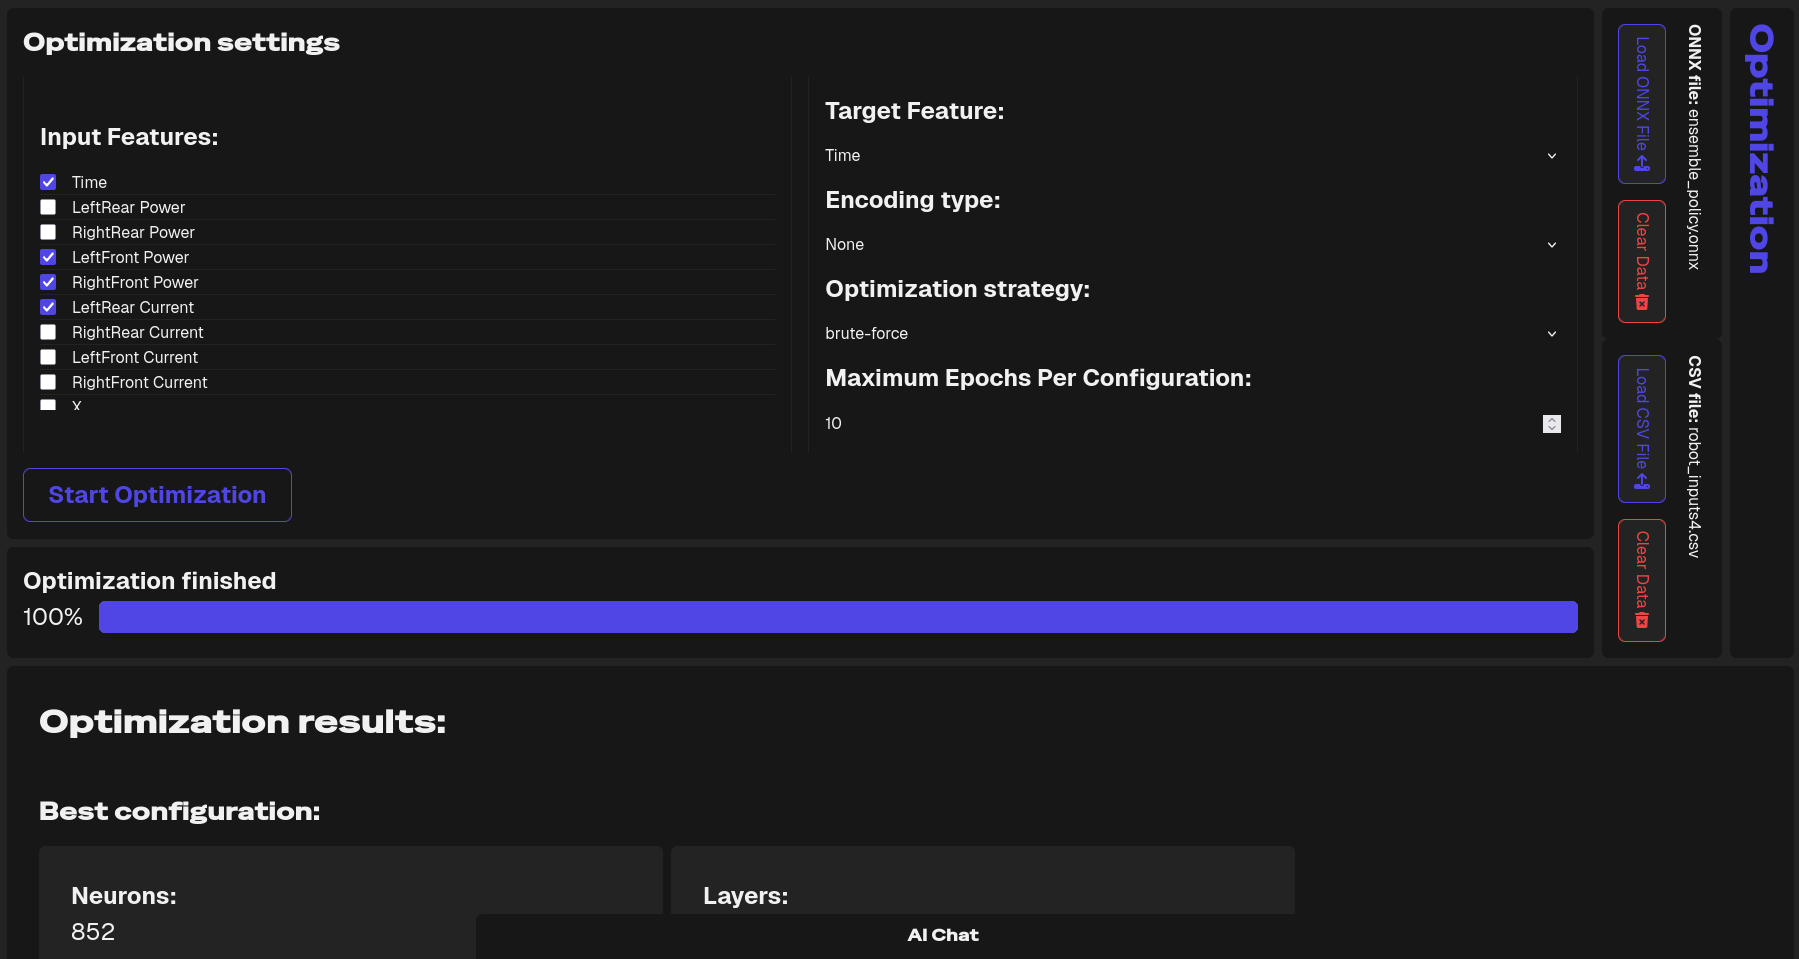 Optimization settings
Input Features:
Time
LeftRear Power
RightRear Power
LeftFront Power
RightFront Power
LeftRear Current
RightRear Current
LeftFront Current
RightFront Current
X
Target Feature:
Time
Encoding type:
None
Optimization strategy:
brute-force
Maximum Epochs Per Configuration:
10
Start Optimization
Optimization finished
100%
Load ONNX File
Clear Data
ONNX file: ensemble_policy.onnx
Load CSV File
Clear Data
CSV file: robot_inputs4.csv
Optimization
Optimization results:
Best configuration:
Neurons:
852
Layers:
AI Chat